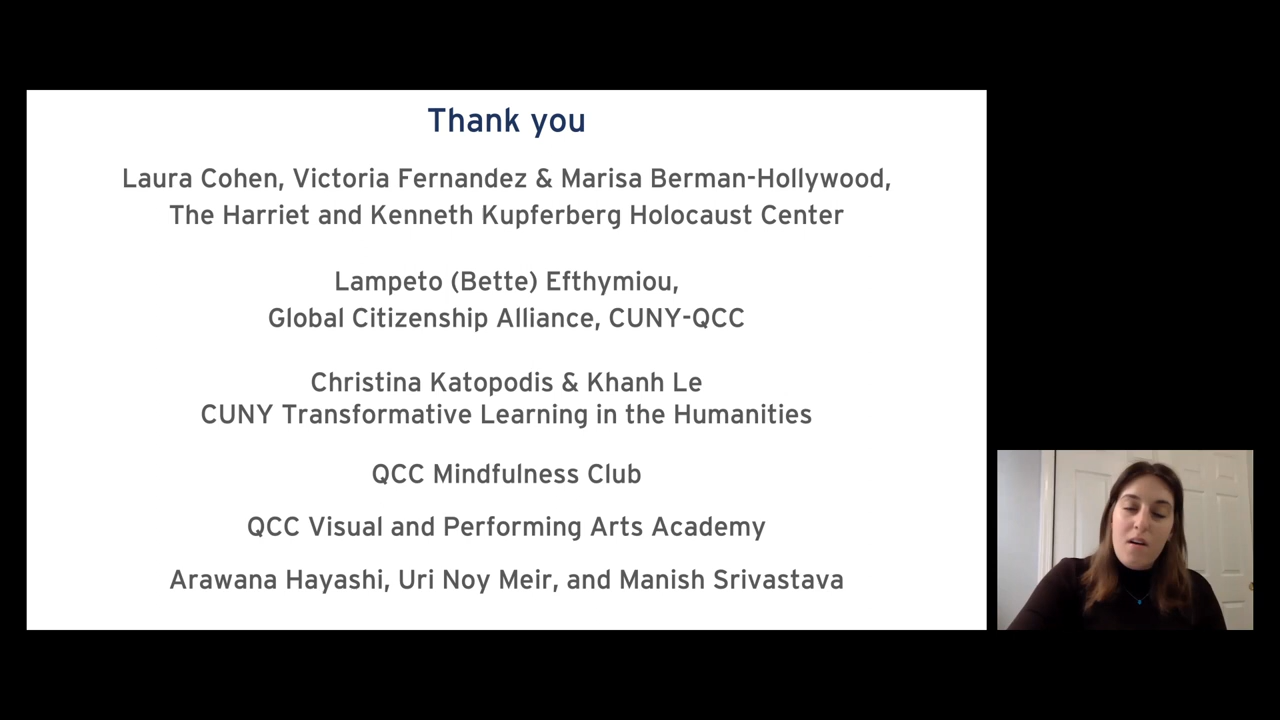 Thank you
Laura Cohen, Victoria Fernandez & Marisa Berman-Hollywood,
The Harriet and Kenneth Kupferberg Holocaust Center
Lampeto (Bette) Efthymiou,
Global Citizenship Alliance, CUNY-QCC
Christina Katopodis & Khanh Le
CUNY Transformative Learning in the Humanities
QCC Mindfulness Club
QCC Visual and Performing Arts Academy
Arawana Hayashi, Uri Noy Meir, and Manish Srivastava